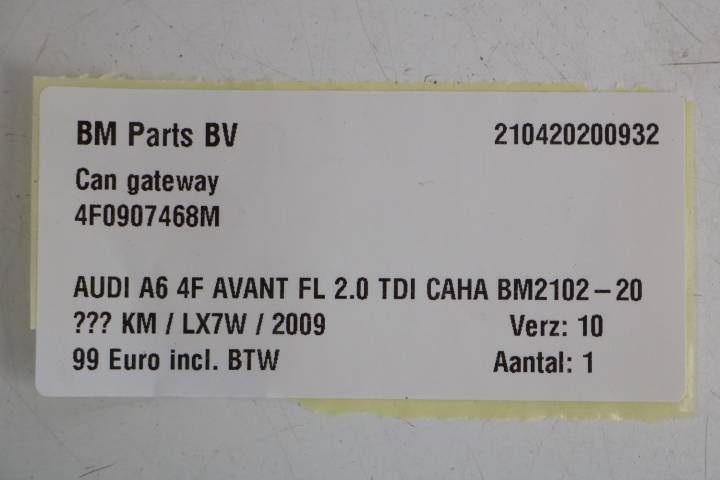 BM Parts BV 210420200932
Can gateway
4F0907468M
AUDI A6 4F AVANT FL 2.0 TDI CAHA BM2102-20
??? KM / LX7W / 2009 Verz: 10
99 Euro incl. BTW Aantal: 1